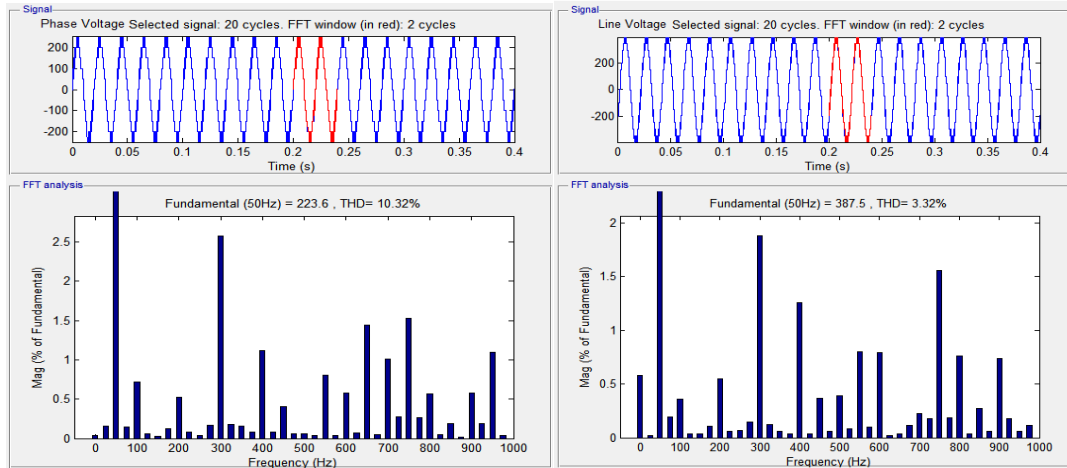 Signal
Phase Voltage Selected signal: 20 cycles. FFT window (in red): 2 cycles
200
100
0
-100
-200
0 0.05 0.1 0.15 0.2 0.25 0.3 0.35 0.4
Time (s)
FFT analysis
Fundamental (50Hz) = 223.6 , THD= 10.32%
2.5
2
1.5
1
0.5
0
Mag (% of Fundamental)
0 100 200 300 400 500 600 700 800 900 1000
Frequency (Hz)
Signal
Line Voltage Selected signal: 20 cycles. FFT window (in red): 2 cycles
200
0
-200
0 0.05 0.1 0.15 0.2 0.25 0.3 0.35 0.4
Time (s)
FFT analysis
Fundamental (50Hz) = 387.5 , THD= 3.32%
2
1.5
1
0.5
0
Mag (% of Fundamental)
0 100 200 300 400 500 600 700 800 900 1000
Frequency (Hz)